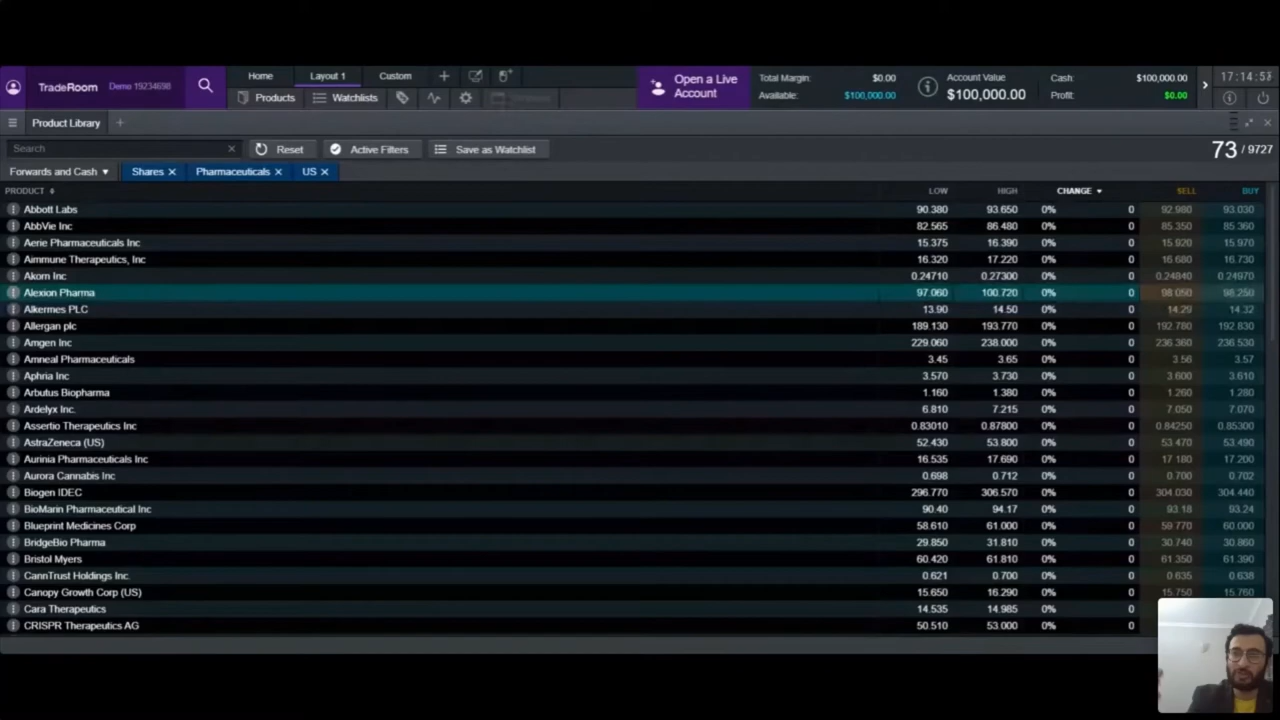 TradeRoom Demo 19234698 Home Layout 1 Custom Open a Live Account Total Margin: $0.00 Account Value Cash: $100,000.00 17:14:53
Products Watchlists Available: $100,000.00 $100,000.00 Profit: $0.00
Product Library
Search Reset Active Filters Save as Watchlist 73 / 9727
Forwards and Cash Shares Pharmaceuticals US
PRODUCT LOW HIGH CHANGE SELL BUY
Abbott Labs 90.380 93.650 0% 0 92.980 93.030
AbbVie Inc 82.565 86.480 0% 0 85.350 85.360
Aerie Pharmaceuticals Inc 15.375 16.390 0% 0 15.920 15.970
Aimmune Therapeutics, Inc 16.320 17.220 0% 0 16.680 16.730
Akorn Inc 0.24710 0.27300 0% 0 0.24840 0.24970
Alexion Pharma 97.060 100.720 0% 0 98.050 98.250
Alkermes PLC 13.90 14.50 0% 0 14.29 14.32
Allergan plc 189.130 193.770 0% 0 192.780 192.830
Amgen Inc 229.060 238.000 0% 0 236.360 236.530
Amneal Pharmaceuticals 3.45 3.65 0% 0 3.56 3.57
Aphria Inc 3.570 3.730 0% 0 3.600 3.610
Arbutus Biopharma 1.160 1.380 0% 0 1.260 1.280
Ardelyx Inc. 6.810 7.215 0% 0 7.050 7.070
Assertio Therapeutics Inc 0.83010 0.87800 0% 0 0.84250 0.85300
AstraZeneca (US) 52.430 53.800 0% 0 53.470 53.490
Aurinia Pharmaceuticals Inc 16.535 17.690 0% 0 17.180 17.200
Aurora Cannabis Inc 0.698 0.712 0% 0 0.700 0.702
Biogen IDEC 296.770 306.570 0% 0 304.030 304.440
BioMarin Pharmaceutical Inc 90.40 94.17 0% 0 93.18 93.24
Blueprint Medicines Corp 58.610 61.000 0% 0 59.770 60.000
BridgeBio Pharma 29.850 31.810 0% 0 30.740 30.860
Bristol Myers 60.420 61.810 0% 0 61.350 61.390
CannTrust Holdings Inc. 0.621 0.700 0% 0 0.635 0.638
Canopy Growth Corp (US) 15.650 16.290 0% 0 15.750 15.760
Cara Therapeutics 14.535 14.985 0% 0
CRISPR Therapeutics AG 50.510 53.000 0% 0